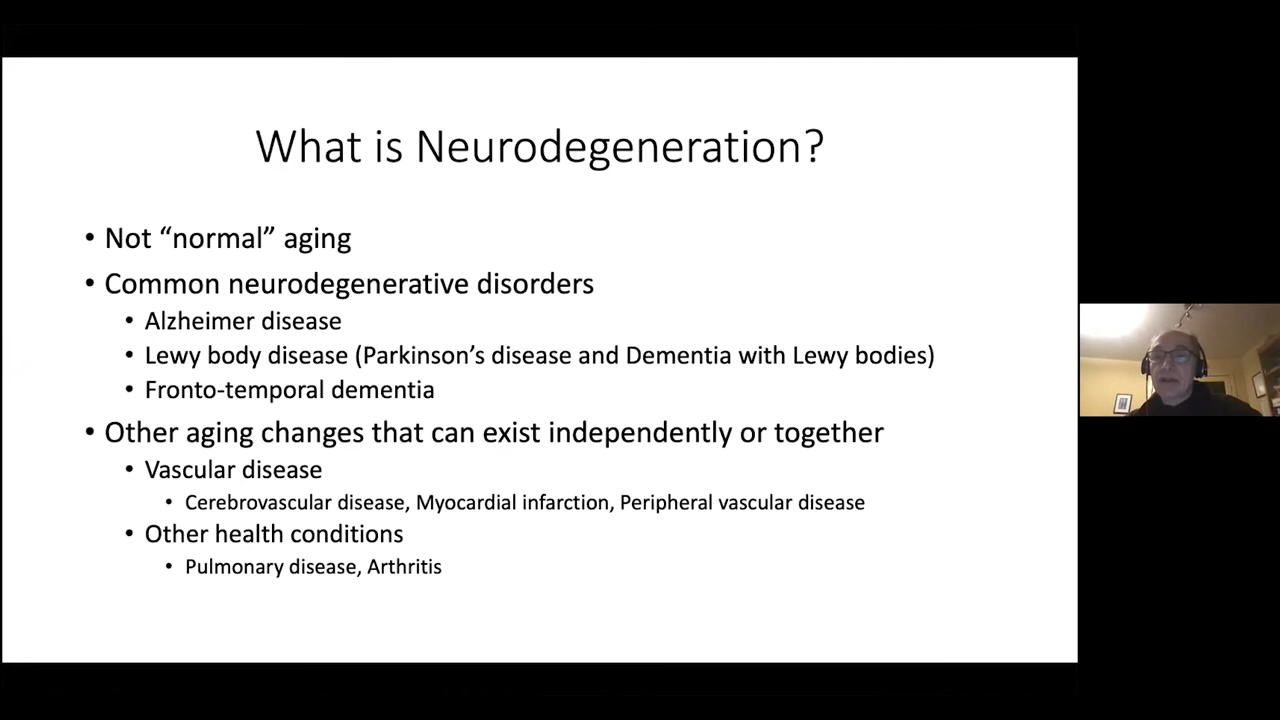 What is Neurodegeneration?
• Not “normal” aging
• Common neurodegenerative disorders
• Alzheimer disease
• Lewy body disease (Parkinson’s disease and Dementia with Lewy bodies)
• Fronto-temporal dementia
• Other aging changes that can exist independently or together
• Vascular disease
• Cerebrovascular disease, Myocardial infarction, Peripheral vascular disease
• Other health conditions
• Pulmonary disease, Arthritis